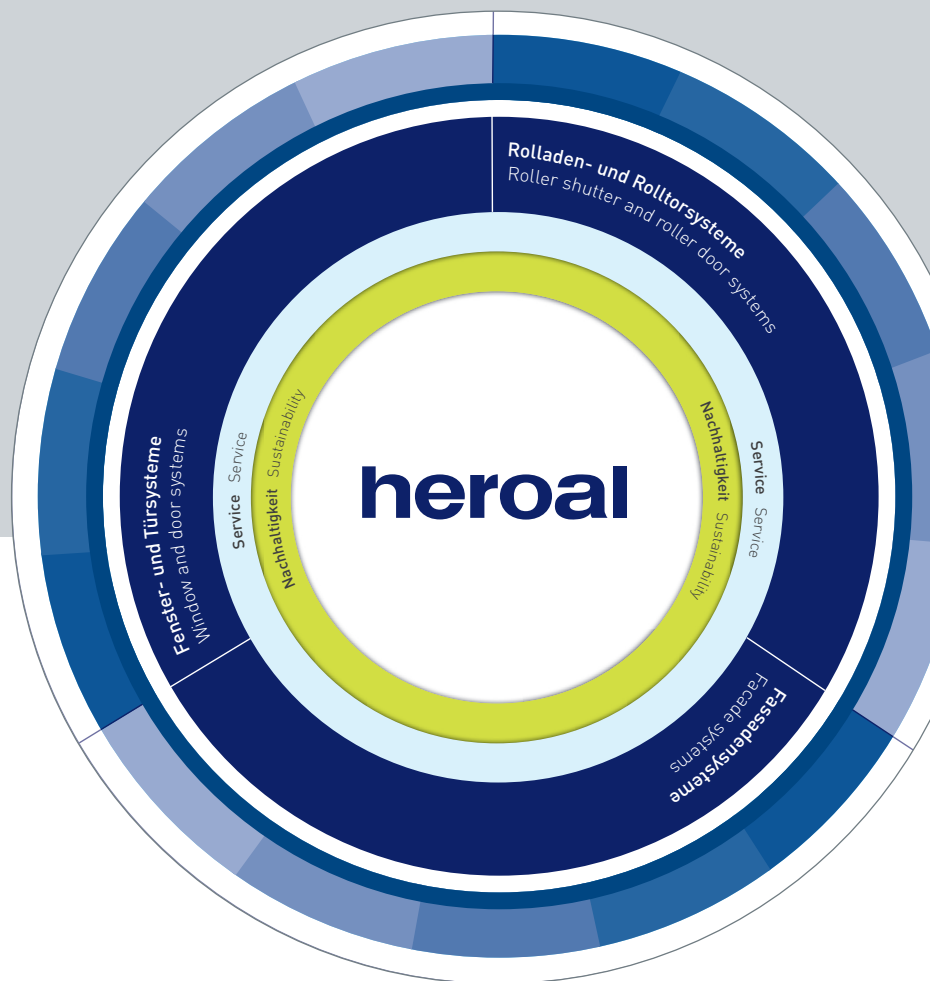 Rolladen- und Rolltorsysteme
Roller shutter and roller door systems
Fenster- und Türsysteme
Window and door systems
Service Service
Nachhaltigkeit Sustainability
heroal
Nachhaltigkeit Sustainability
Service Service
Fassadensysteme
Facade systems